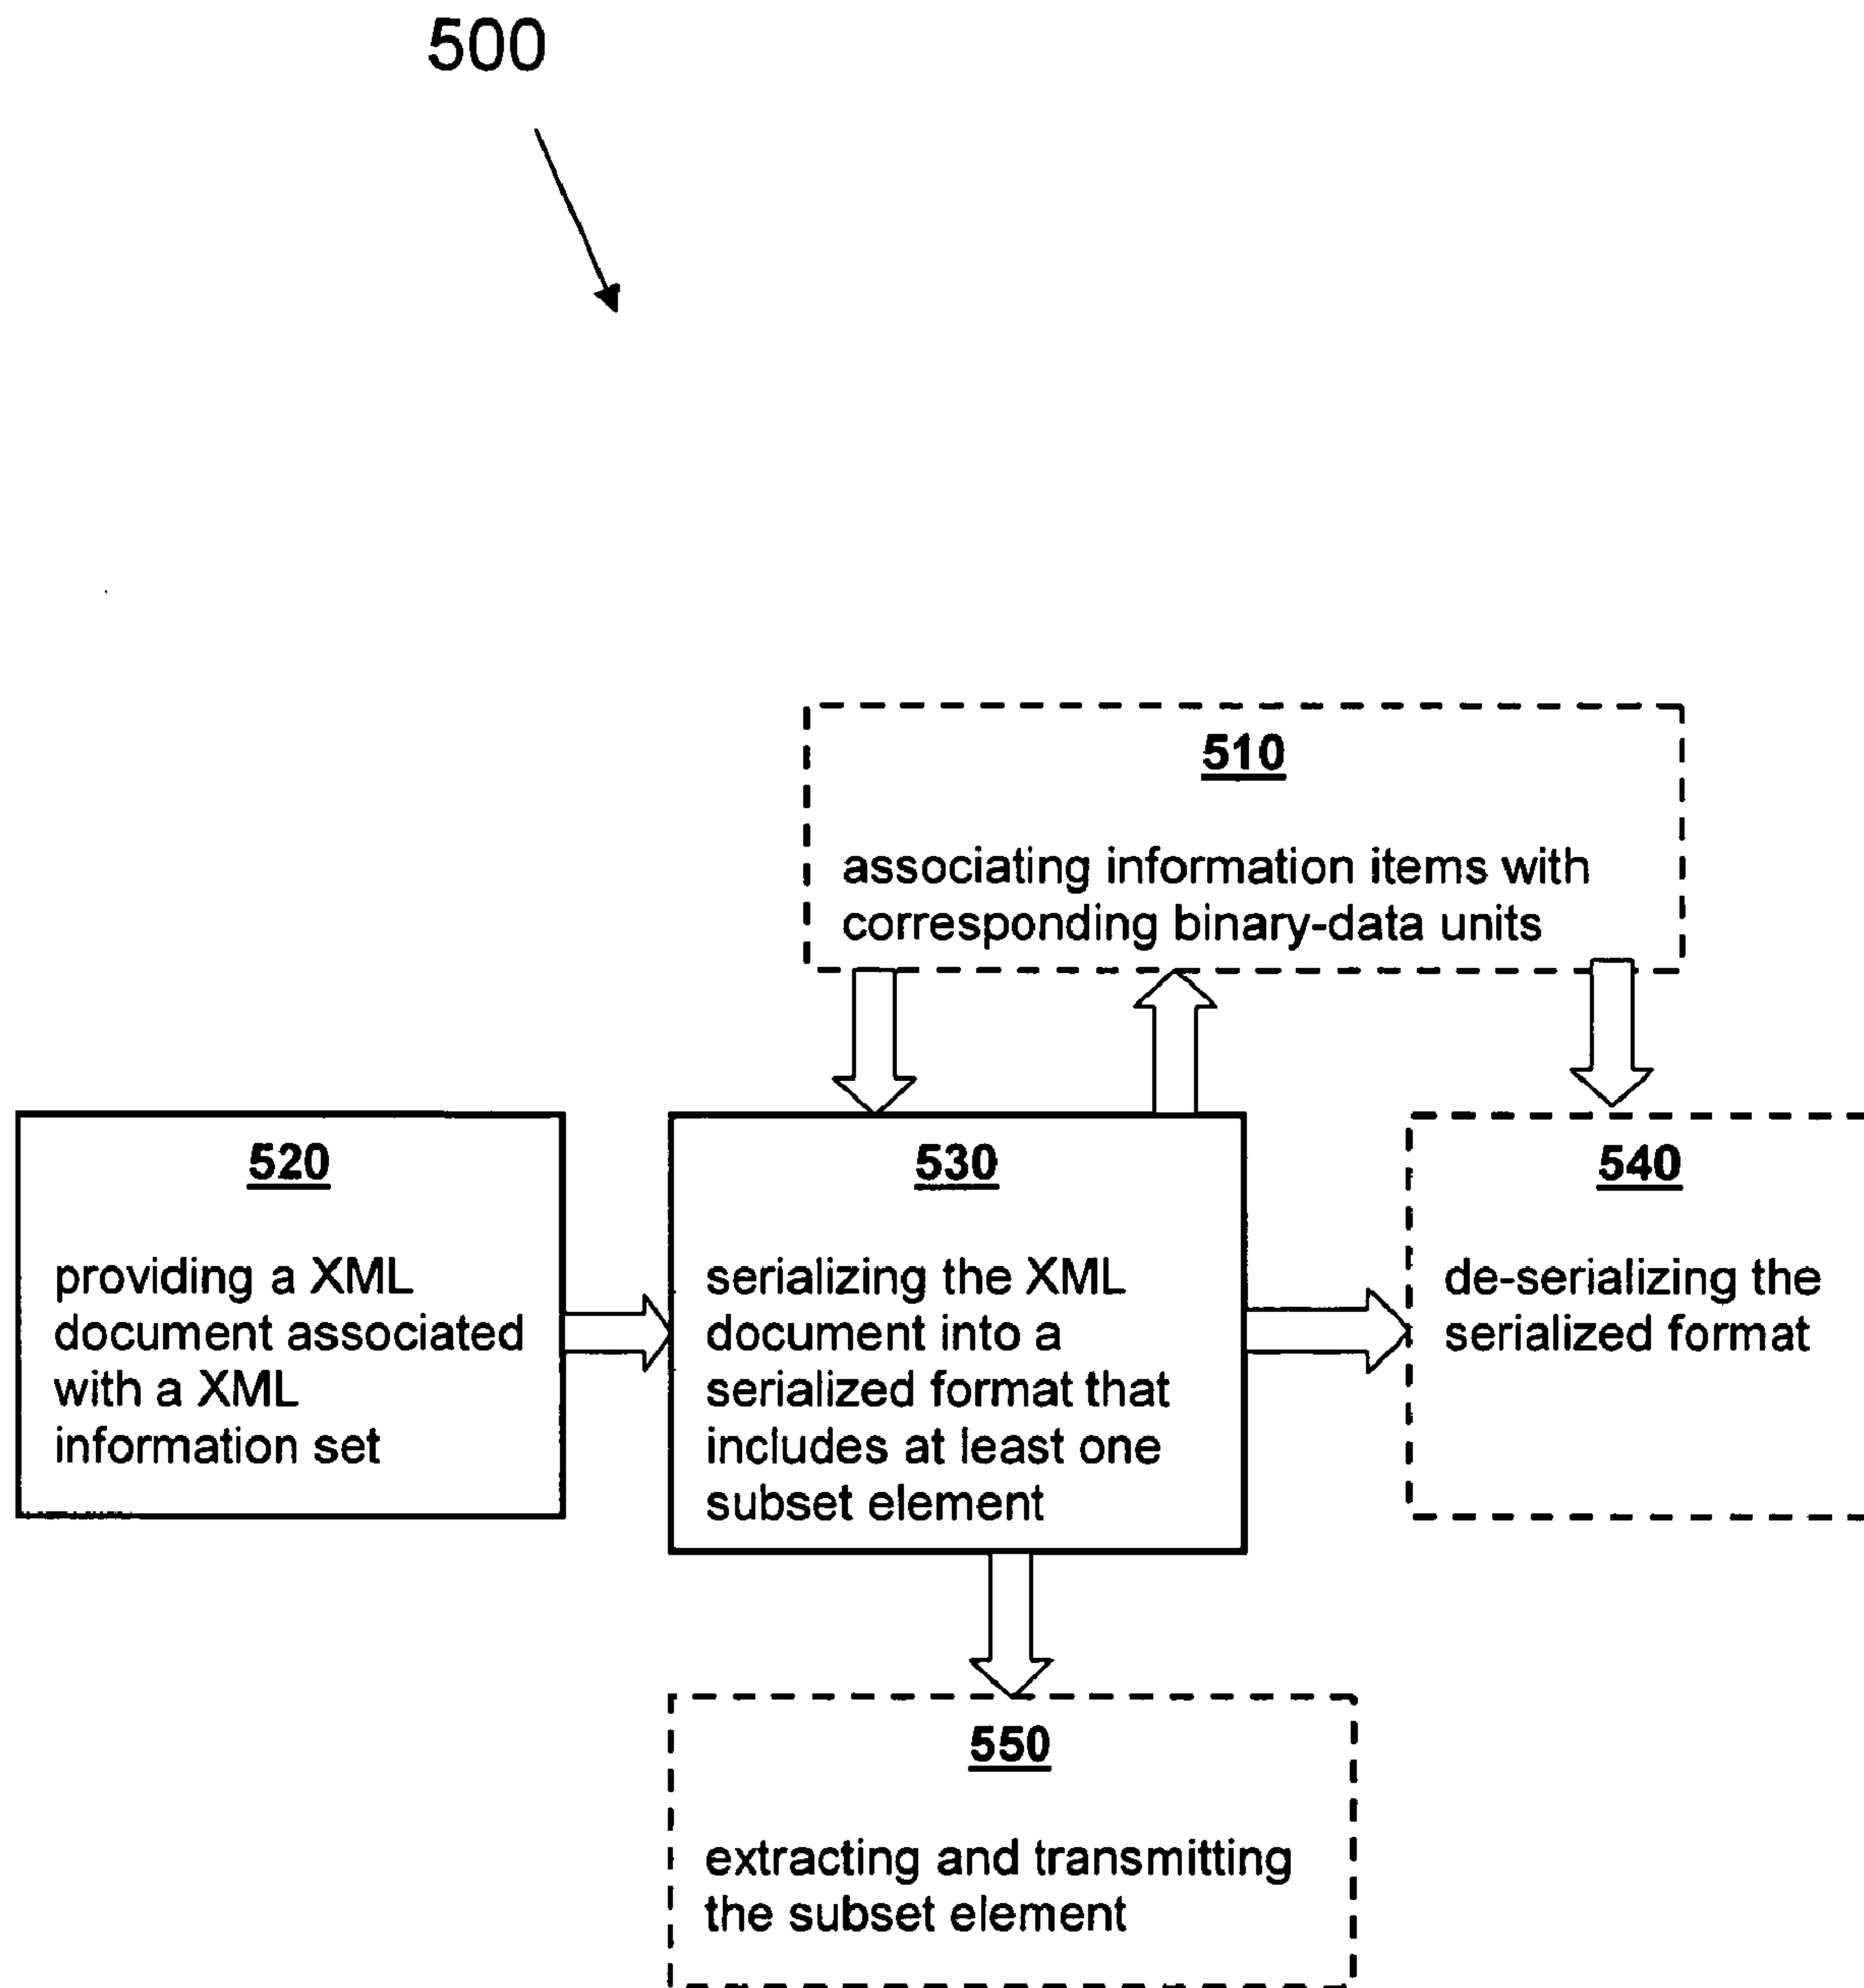 500
510
associating information items with
corresponding binary-data units
520
providing a XML
document associated
with a XML
information set
530
serializing the XML
document into a
serialized format that
includes at least one
subset element
540
de-serializing the
serialized format
550
extracting and transmitting
the subset element